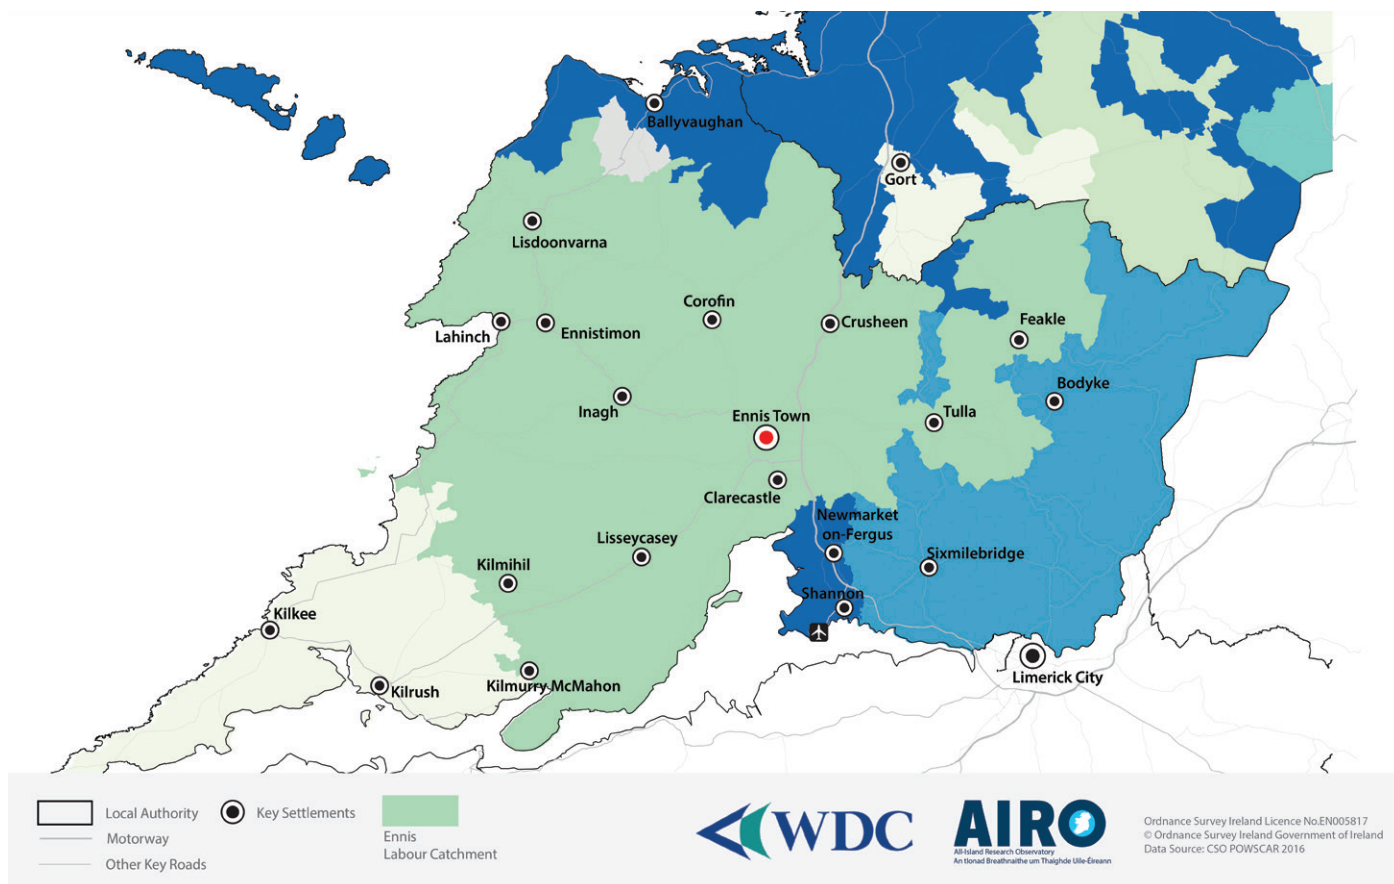 Ballyvaughan
Gort
Lisdoonvarna
Corofin
Crusheen
Feakle
Lahinch
Ennistimon
Bodyke
Inagh
Ennis Town
Tulla
Clarecastle
Newmarket
on-Fergus
Lisseycasey
Sixmilebridge
Kilmihil
Shannon
Kilkee
Kilrush
Kilmurry McMahon
Limerick City
Local Authority
Key Settlements
Motorway
Other Key Roads
Ennis
Labour Catchment
WDC
AIRO
All-Island Research Observatory
An tIonad Breathnaithe um Thaighde Uile-Éireann
Ordnance Survey Ireland Licence No.EN005817
© Ordnance Survey Ireland Government of Ireland
Data Source: CSO POWSCAR 2016